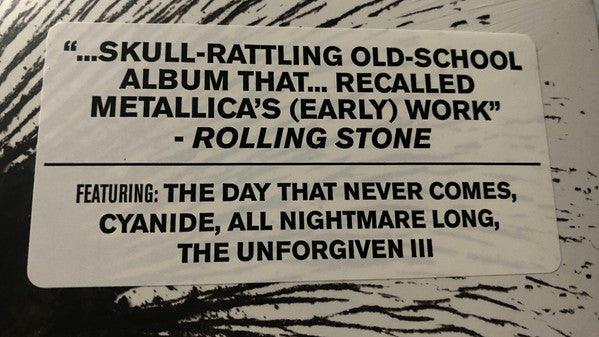 "...SKULL-RATTLING OLD-SCHOOL
ALBUM THAT... RECALLED
METALLICA'S (EARLY) WORK"
- ROLLING STONE
FEATURING: THE DAY THAT NEVER COMES,
CYANIDE, ALL NIGHTMARE LONG,
THE UNFORGIVEN III